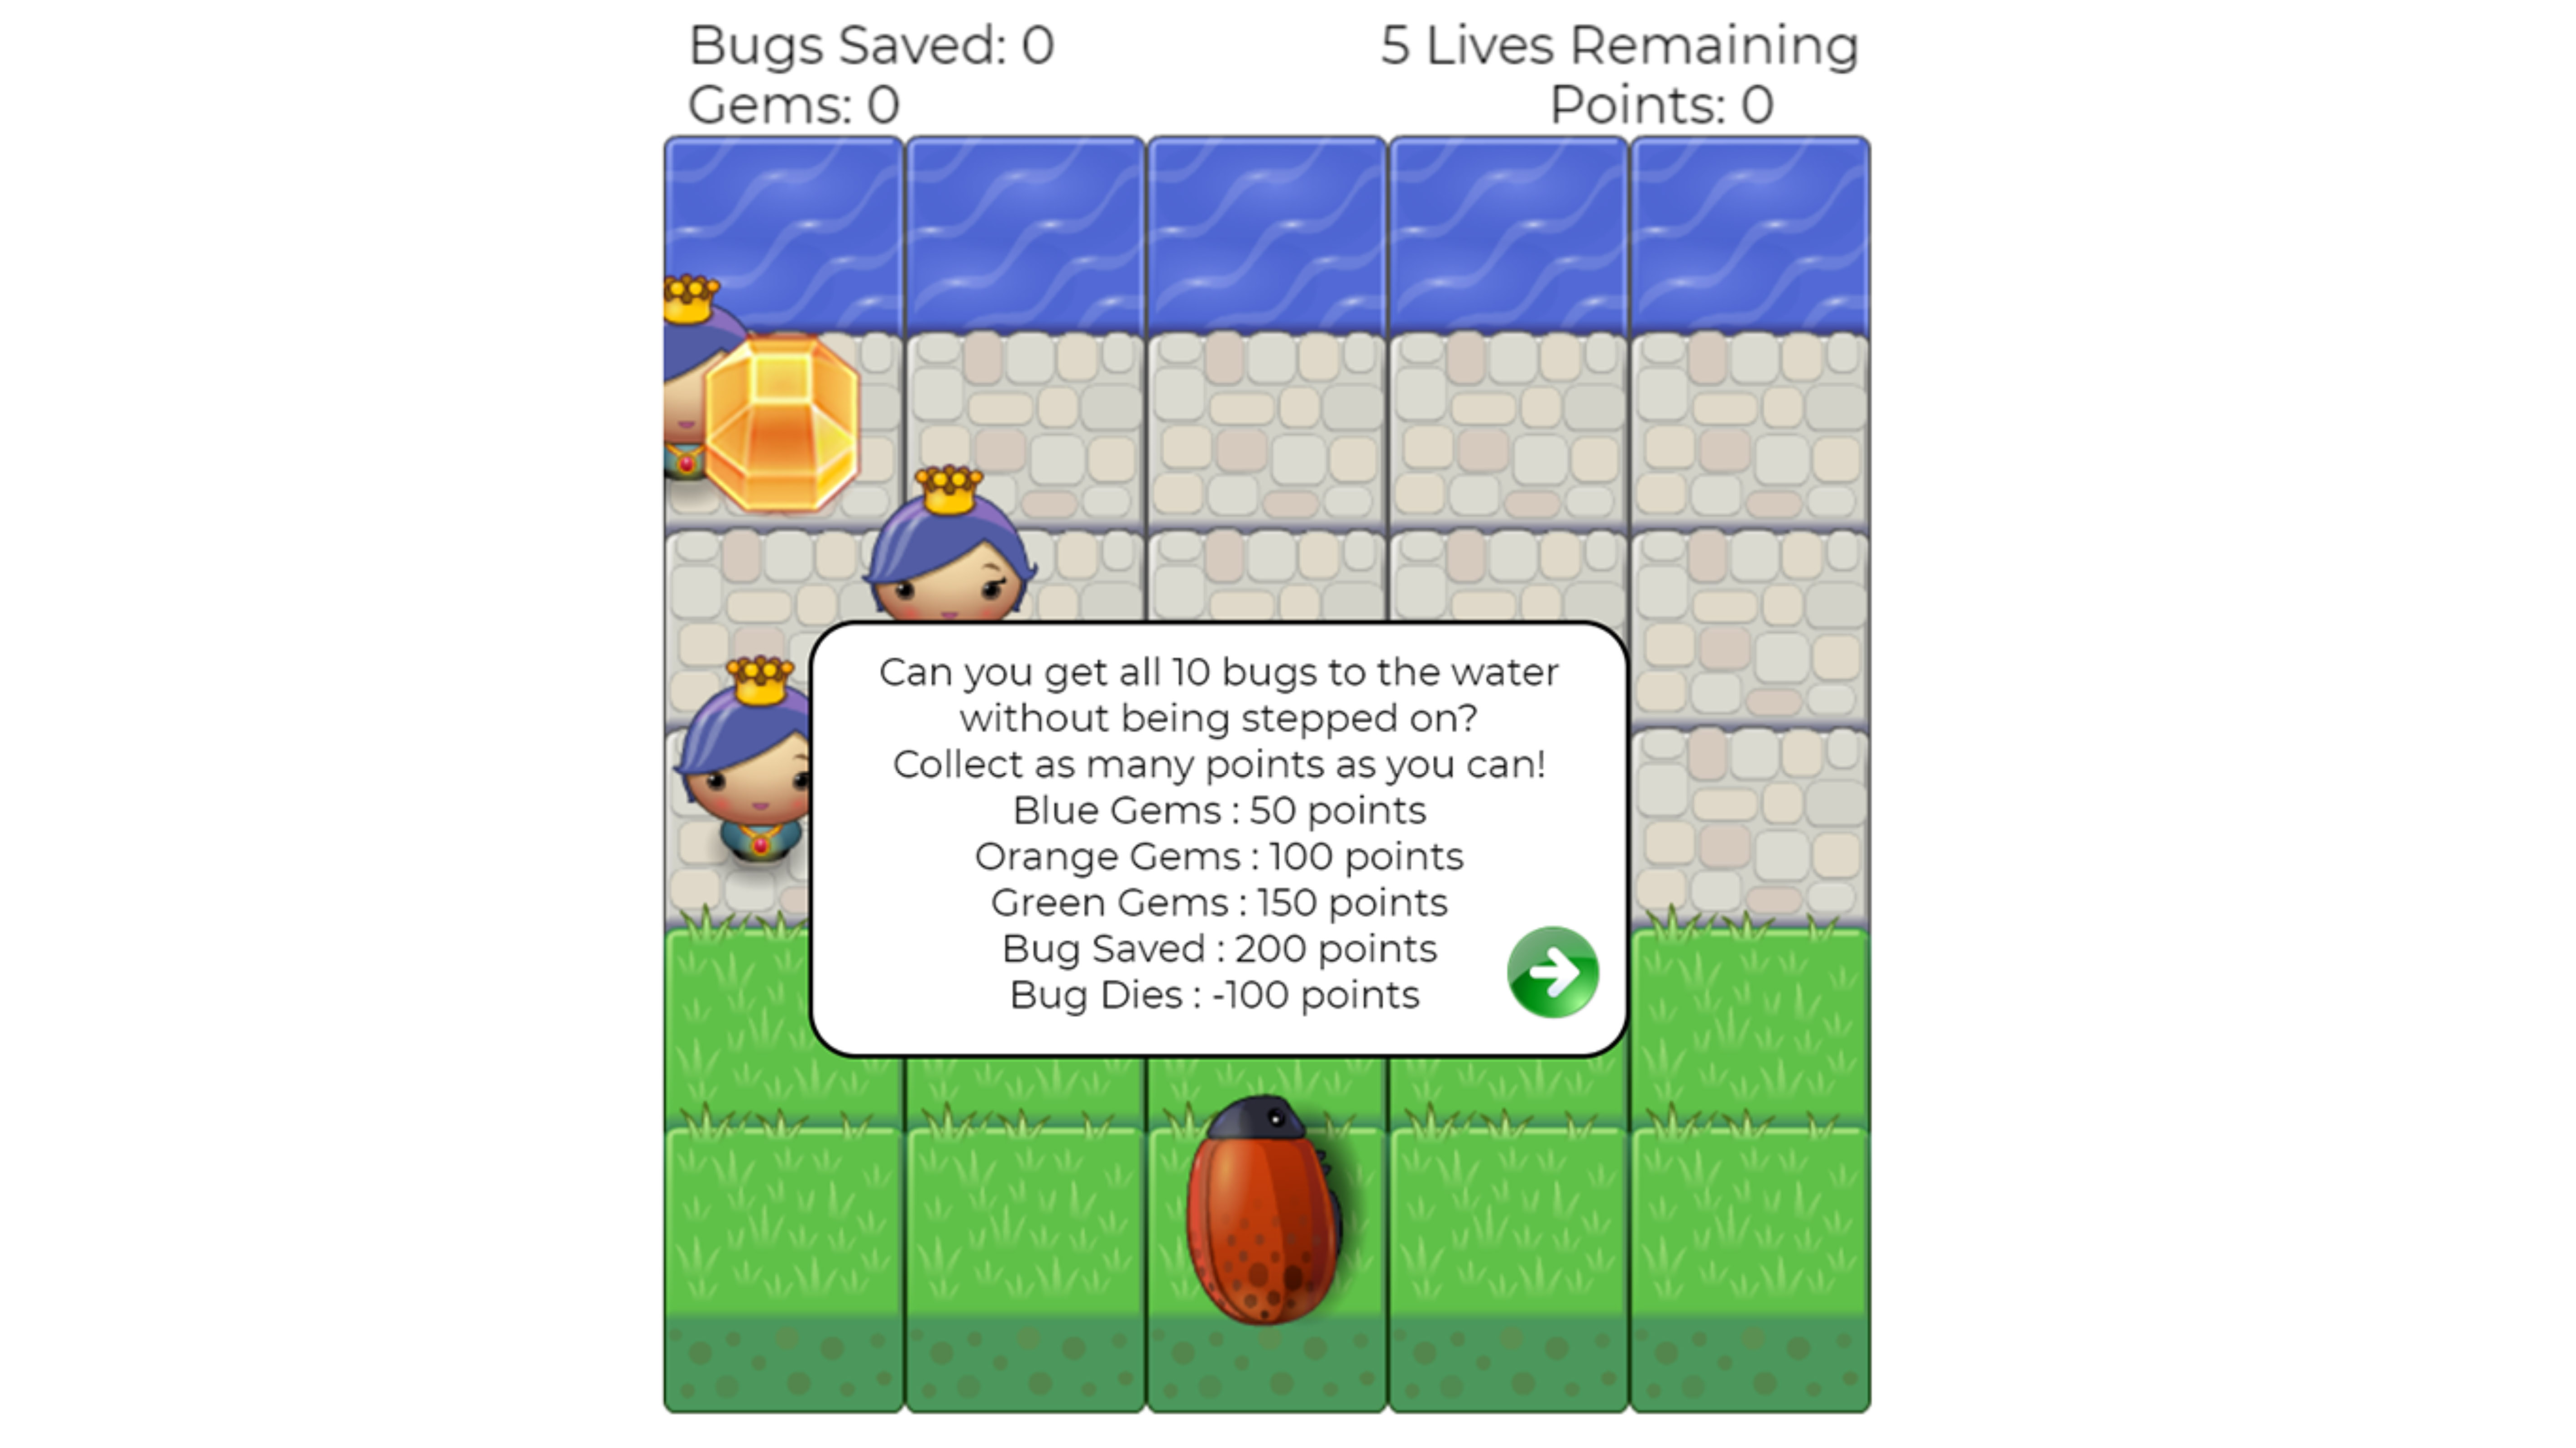 Bugs Saved: 0
5 Lives Remaining
Gems: 0
Points: 0
Can you get all 10 bugs to the water
without being stepped on?
Collect as many points as you can!
Blue Gems : 50 points
Orange Gems : 100 points
Green Gems : 150 points
Bug Saved : 200 points
Bug Dies : -100 points